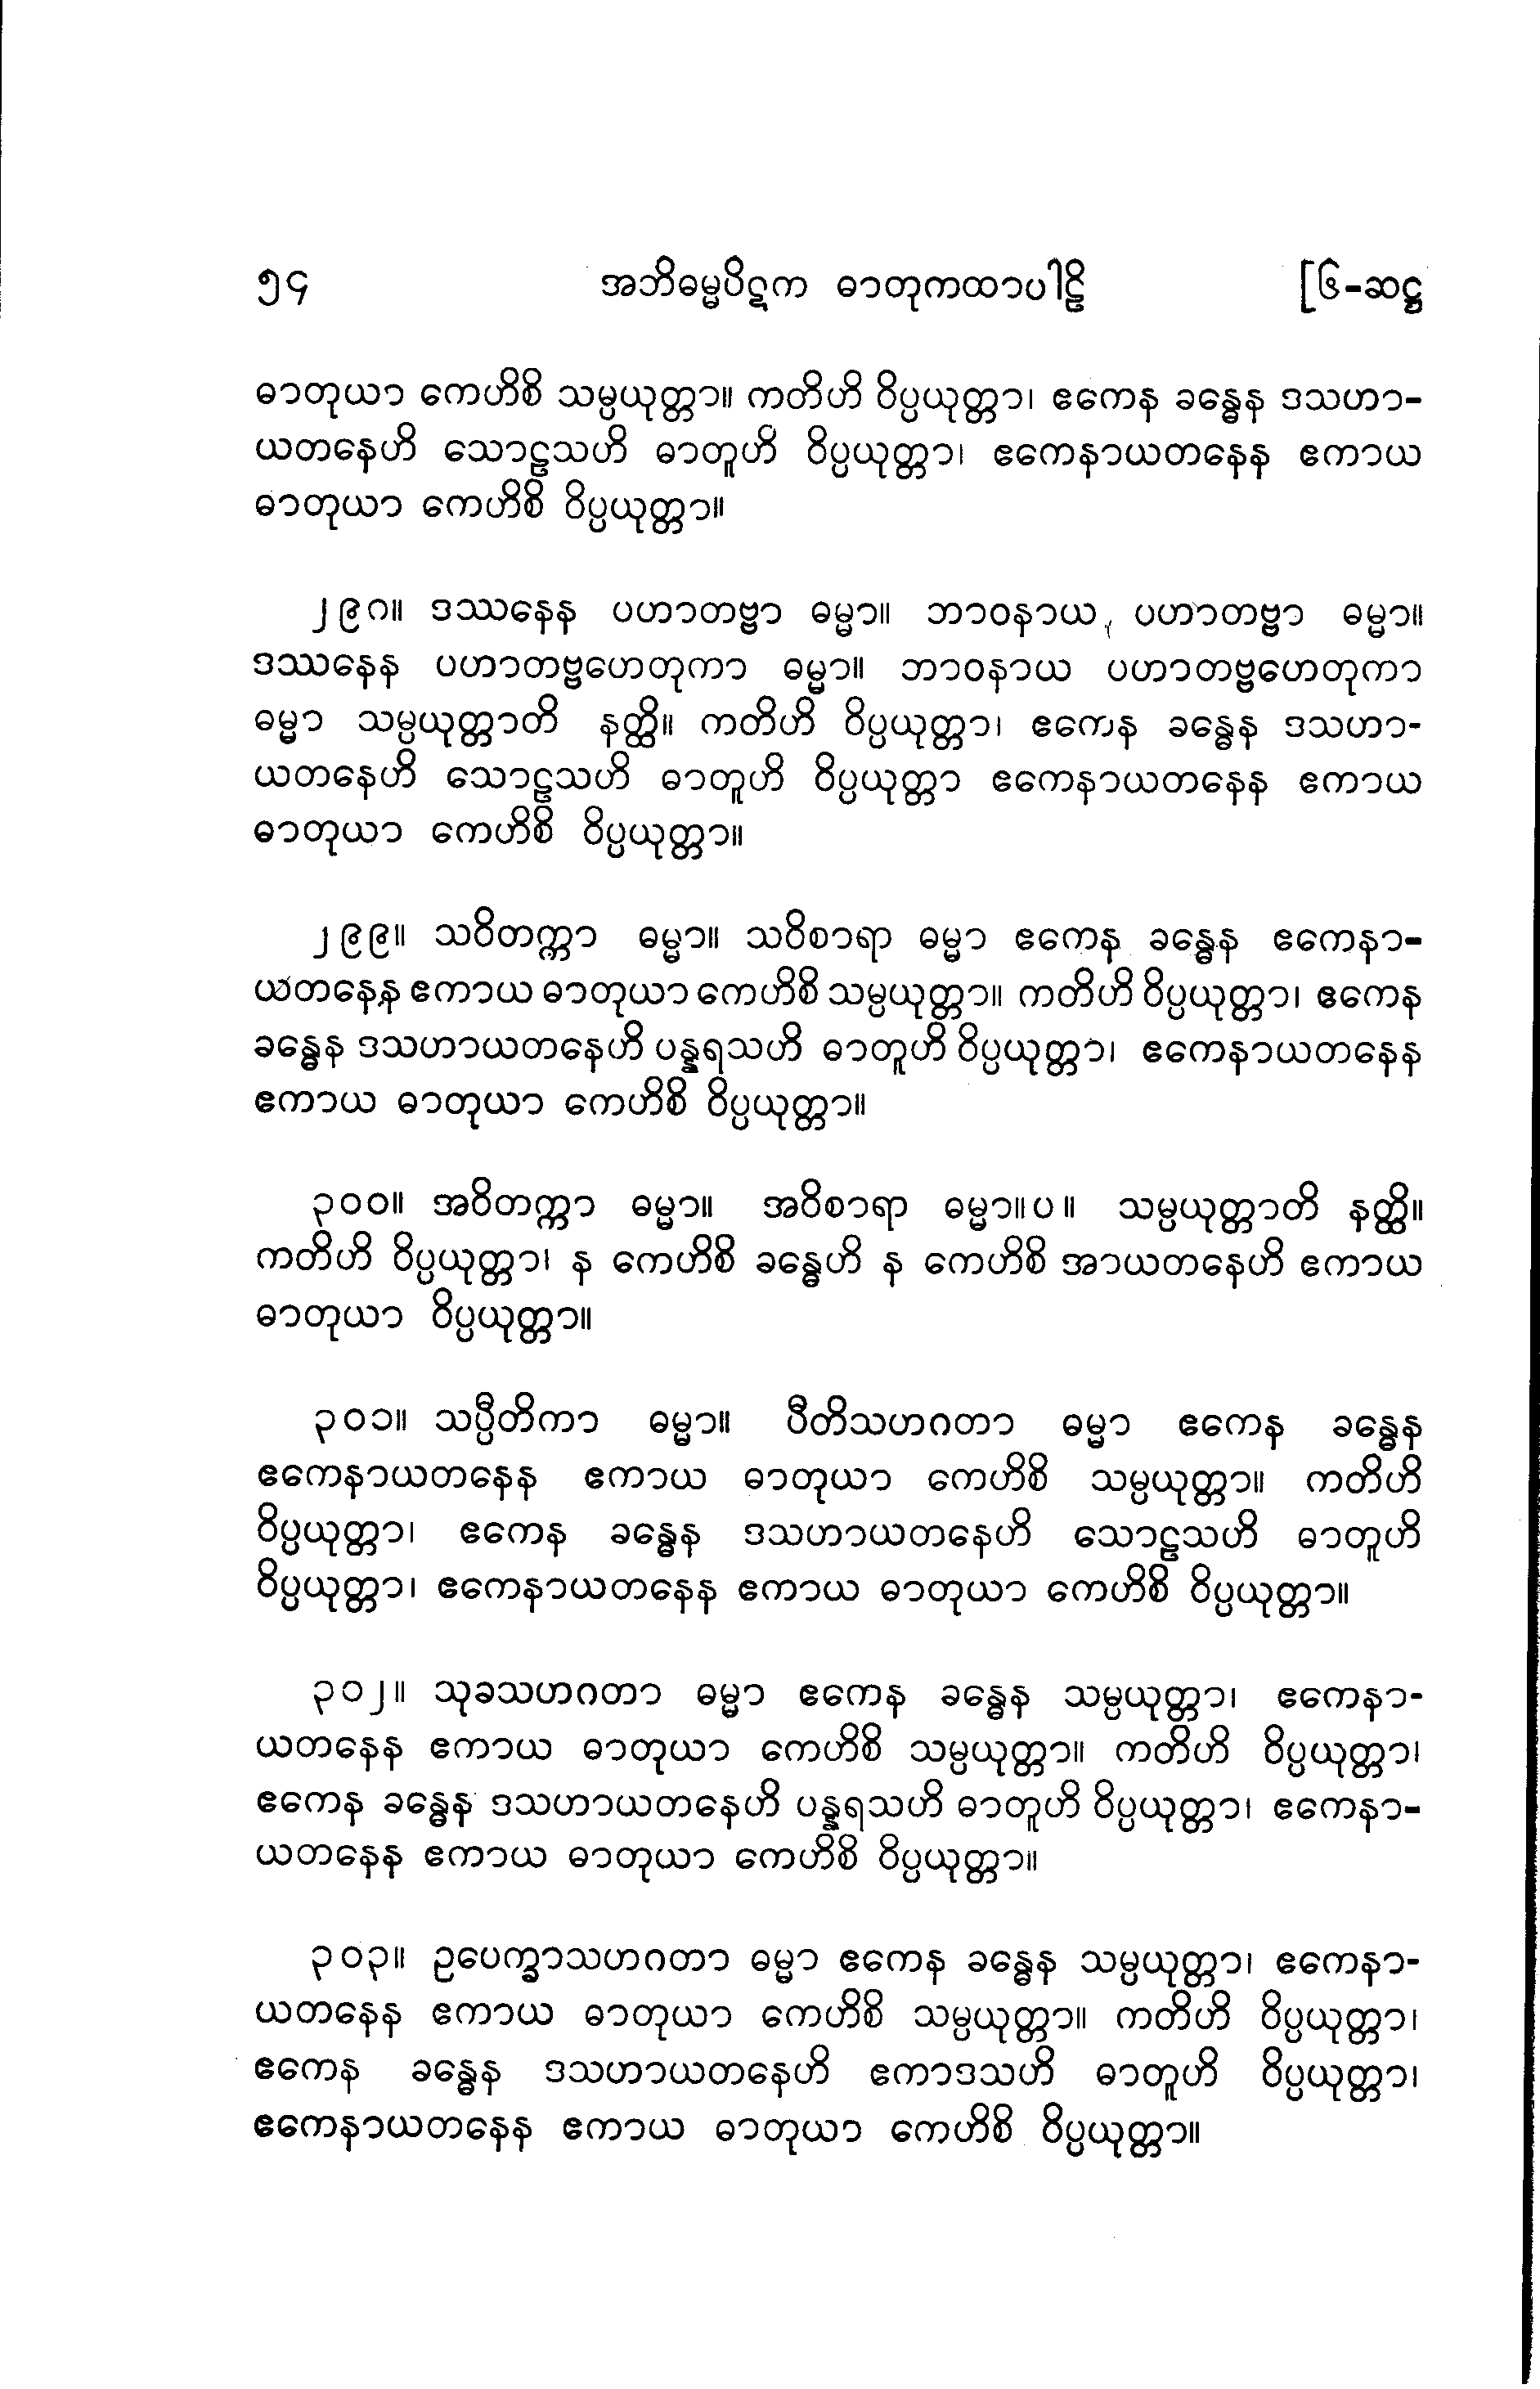 ၅၄ အဘိဓမ္မပိဋက ဓာတုကထာပါဠိ [၆-ဆဋ္ဌ
ဓာတုယာ ကေဟိစိ သမ္ပယုတ္တာ။ ကတိဟိ ဝိပ္ပယုတ္တာ၊ ဧကေန ခန္ဓေန ဒသဟာ-
ယတနေဟိ သောဠသဟိ ဓာတူဟိ ဝိပ္ပယုတ္တာ၊ ဧကေနာယတနေန ဧကာယ
ဓာတုယာ ကေဟိစိ ဝိပ္ပယုတ္တာ။
၂၉ဂ။ ဒဿနေန ပဟာတဗ္ဗာ ဓမ္မာ။ ဘာဝနာယ ပဟာတဗ္ဗာ ဓမ္မာ။
ဒဿနေန ပဟာတဗ္ဗဟေတုကာ ဓမ္မာ။ ဘာဝနာယ ပဟာတဗ္ဗဟေတုကာ
ဓမ္မာ သမ္ပယုတ္တာတိ နတ္ထိ။ ကတိဟိ ဝိပ္ပယုတ္တာ၊ ဧကေန ခန္ဓေန ဒသဟာ-
ယတနေဟိ သောဠသဟိ ဓာတူဟိ ဝိပ္ပယုတ္တာ ဧကေနာယတနေန ဧကာယ
ဓာတုယာ ကေဟိစိ ဝိပ္ပယုတ္တာ။
၂၉၉။ သဝိတက္ကာ ဓမ္မာ။ သဝိစာရာ ဓမ္မာ ဧကေန ခန္ဓေန ဧကေနာ-
ယတနေန ဧကာယ ဓာတုယာ ကေဟိစိ သမ္ပယုတ္တာ။ ကတိဟိ ဝိပ္ပယုတ္တာ၊ ဧကေန
ခန္ဓေန ဒသဟာယတနေဟိ ပန္နရသဟိ ဓာတူဟိ ဝိပ္ပယုတ္တာ၊ ဧကေနာယတနေန
ဧကာယ ဓာတုယာ ကေဟိစိ ဝိပ္ပယုတ္တာ။
၃၀၀။ အဝိတက္ကာ ဓမ္မာ။ အဝိစာရာ ဓမ္မာ။ပ။ သမ္ပယုတ္တာတိ နတ္ထိ။
ကတိဟိ ဝိပ္ပယုတ္တာ၊ န ကေဟိစိ ခန္ဓေဟိ န ကေဟိစိ အာယတနေဟိ ဧကာယ
ဓာတုယာ ဝိပ္ပယုတ္တာ။
၃၀၁။ သပ္ပီတိကာ ဓမ္မာ။ ပီတိသဟဂတာ ဓမ္မာ ဧကေန ခန္ဓေန
ဧကေနာယတနေန ဧကာယ ဓာတုယာ ကေဟိစိ သမ္ပယုတ္တာ။ ကတိဟိ
ဝိပ္ပယုတ္တာ၊ ဧကေန ခန္ဓေန ဒသဟာယတနေဟိ သောဠသဟိ ဓာတူဟိ
ဝိပ္ပယုတ္တာ၊ ဧကေနာယတနေန ဧကာယ ဓာတုယာ ကေဟိစိ ဝိပ္ပယုတ္တာ။
၃၀၂။ သုခသဟဂတာ ဓမ္မာ ဧကေန ခန္ဓေန သမ္ပယုတ္တာ၊ ဧကေနာ-
ယတနေန ဧကာယ ဓာတုယာ ကေဟိစိ သမ္ပယုတ္တာ။ ကတိဟိ ဝိပ္ပယုတ္တာ၊
ဧကေန ခန္ဓေန ဒသဟာယတနေဟိ ပန္နရသဟိ ဓာတူဟိ ဝိပ္ပယုတ္တာ၊ ဧကေနာ-
ယတနေန ဧကာယ ဓာတုယာ ကေဟိစိ ဝိပ္ပယုတ္တာ။
၃၀၃။ ဥပေက္ခာသဟဂတာ ဓမ္မာ ဧကေန ခန္ဓေန သမ္ပယုတ္တာ၊ ဧကေနာ-
ယတနေန ဧကာယ ဓာတုယာ ကေဟိစိ သမ္ပယုတ္တာ။ ကတိဟိ ဝိပ္ပယုတ္တာ၊
ဧကေန ခန္ဓေန ဒသဟာယတနေဟိ ဧကာဒသဟိ ဓာတူဟိ ဝိပ္ပယုတ္တာ၊
ဧကေနာယတနေန ဧကာယ ဓာတုယာ ကေဟိစိ ဝိပ္ပယုတ္တာ။